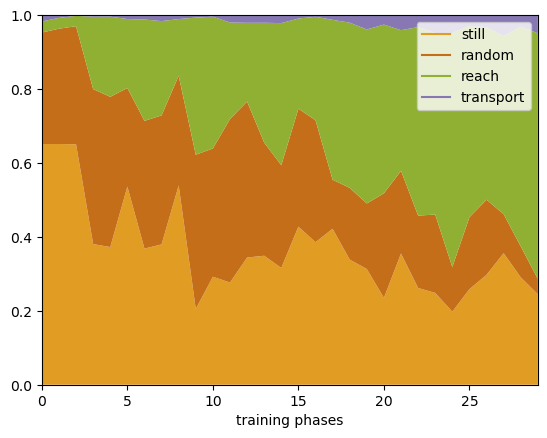 1.0
0.8
0.6
0.4
0.2
0.0
still
random
reach
transport
0 5 10 15 20 25
training phases